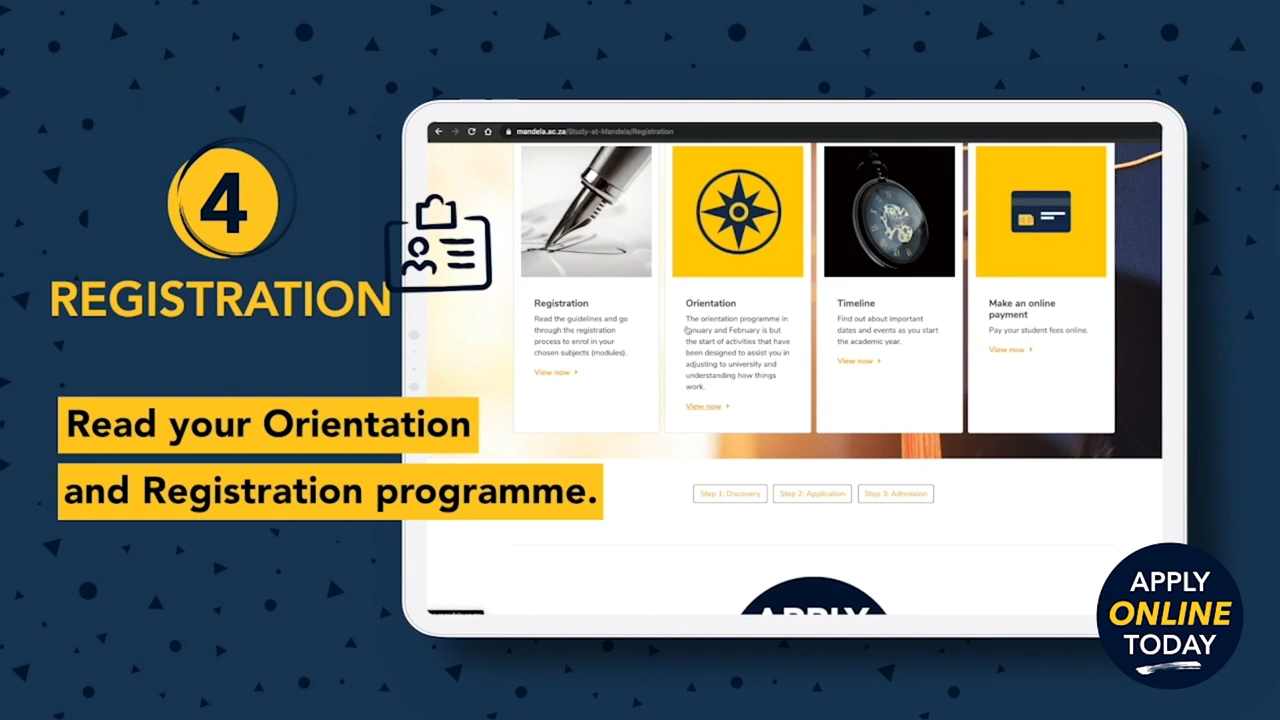 4
REGISTRATION
Read your Orientation
and Registration programme.
mandela.ac.za/Study-at-Mandela/Registration
Registration
Read the guidelines and go
through the registration
process to enrol in your
chosen subjects (modules).
View now
Orientation
The orientation programme in
January and February is but
the start of activities that have
been designed to assist you in
adjusting to university and
understanding how things
work.
View now
Timeline
Find out about important
dates and events as you start
the academic year.
View now
Make an online
payment
Pay your student fees online.
View now
Step 1: Discovery
Step 2: Application
Step 3: Admission
APPLY
APPLY
ONLINE
TODAY